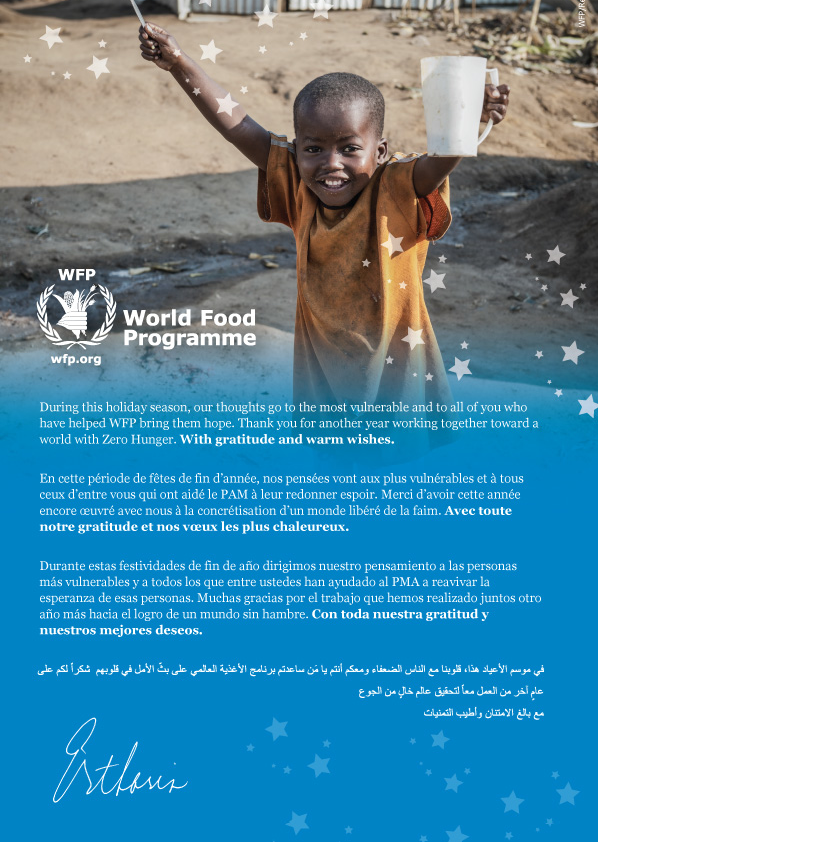 WFP/Re
WFP
World Food
Programme
wfp.org
During this holiday season, our thoughts go to the most vulnerable and to all of you who
have helped WFP bring them hope. Thank you for another year working together toward a
world with Zero Hunger. With gratitude and warm wishes.
En cette période de fêtes de fin d’année, nos pensées vont aux plus vulnérables et à tous
ceux d’entre vous qui ont aidé le PAM à leur redonner espoir. Merci d’avoir cette année
encore œuvré avec nous à la concrétisation d’un monde libéré de la faim. Avec toute
notre gratitude et nos vœux les plus chaleureux.
Durante estas festividades de fin de año dirigimos nuestro pensamiento a las personas
más vulnerables y a todos los que entre ustedes han ayudado al PMA a reavivar la
esperanza de esas personas. Muchas gracias por el trabajo que hemos realizado juntos otro
año más hacia el logro de un mundo sin hambre. Con toda nuestra gratitud y
nuestros mejores deseos.
في موسم الأعياد هذا، قلوبنا مع الناس الضعفاء ومعكم أنتم يا مَن ساعدتم برنامج الأغذية العالمي على بثّ الأمل في قلوبهم شكراً لكم على
عامٍ آخر من العمل معاً لتحقيق عالم خالٍ من الجوع
مع بالغ الامتنان وأطيب التمنيات